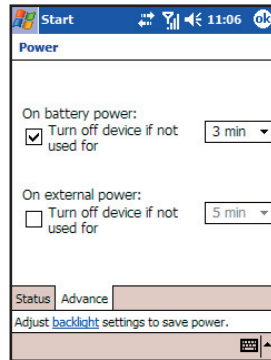 Start 11:06 ok
Power
On battery power:
Turn off device if not
used for
3 min
On external power:
Turn off device if not
used for
5 min
Status Advance
Adjust backlight settings to save power.